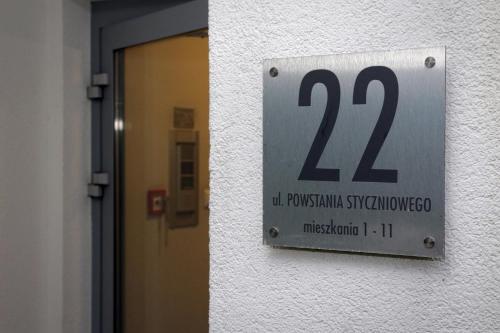 22
ul. POWSTANIA STYCZNIOWEGO
mieszkania 1 - 11